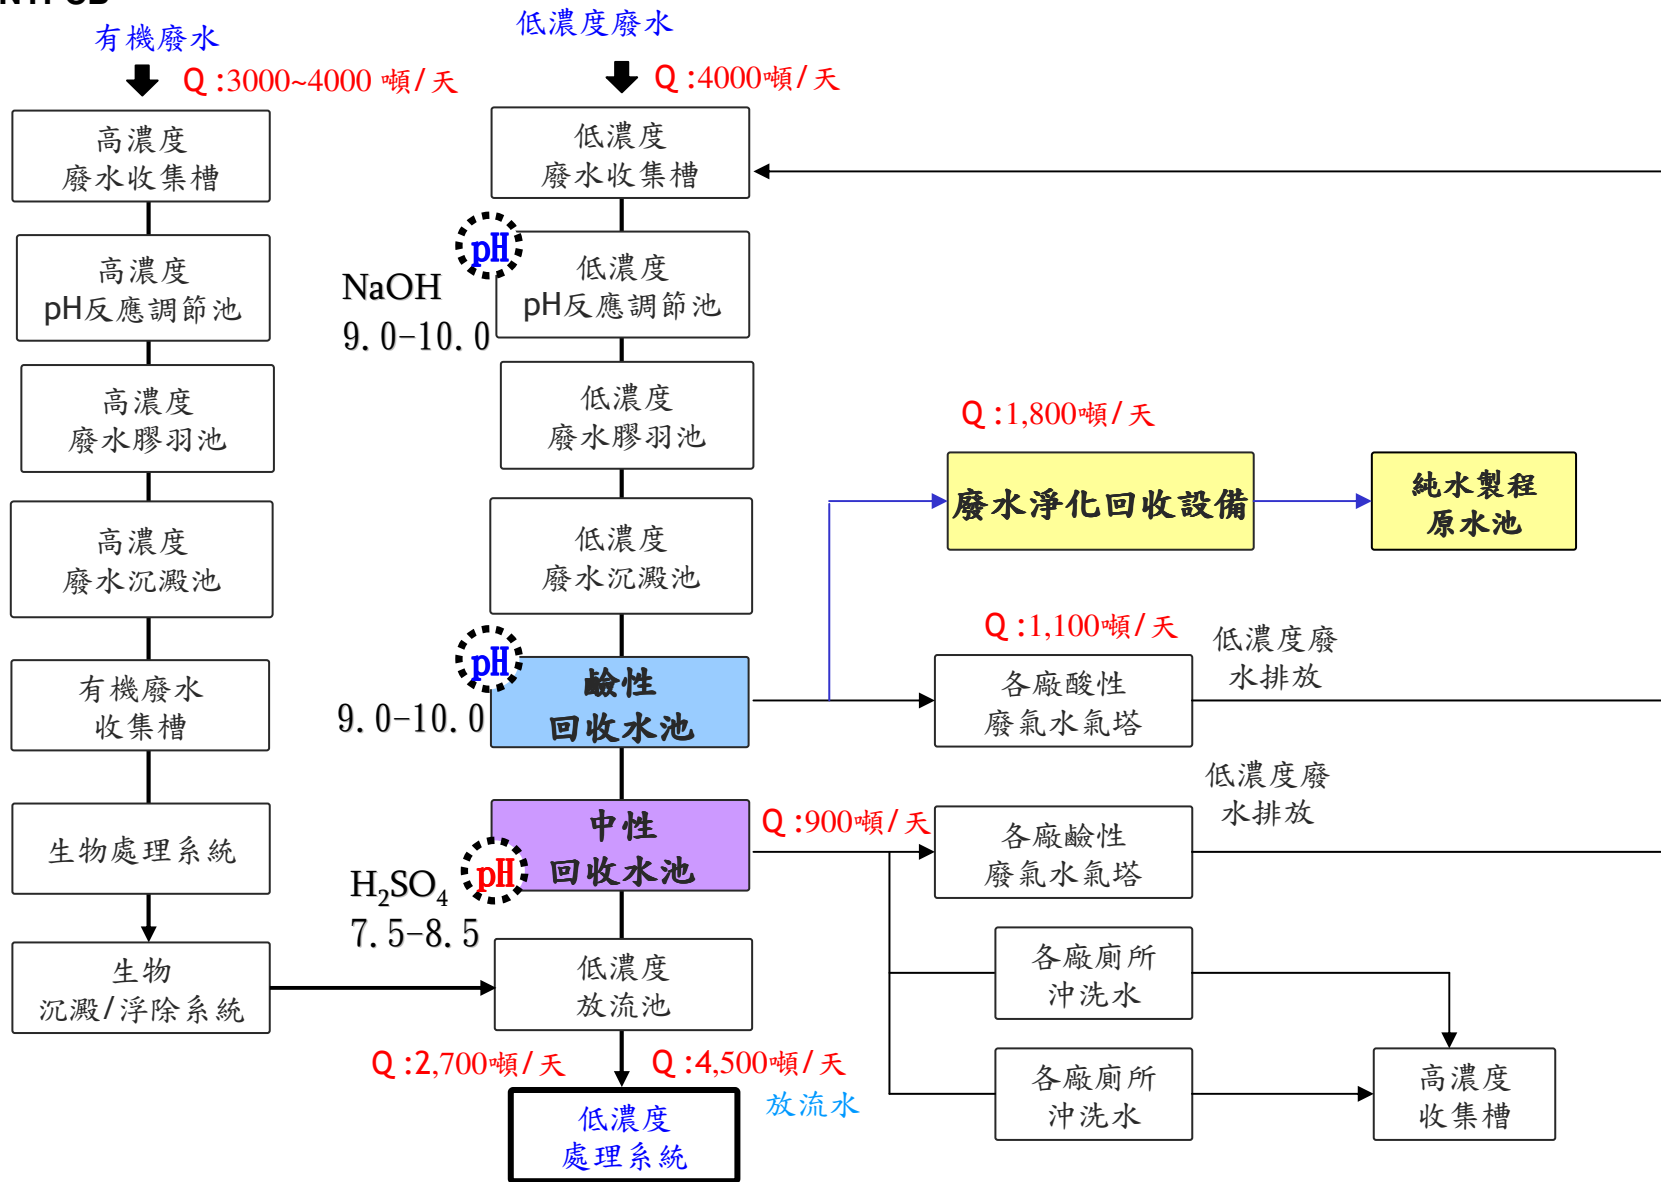 有機廢水
Q :3000~4000 噸/天
高濃度
廢水收集槽
高濃度
pH反應調節池
高濃度
廢水膠羽池
高濃度
廢水沉澱池
有機廢水
收集槽
生物處理系統
生物
沉澱/浮除系統
低濃度廢水
Q :4000噸/天
低濃度
廢水收集槽
pH
NaOH
9.0-10.0
低濃度
pH反應調節池
低濃度
廢水膠羽池
低濃度
廢水沉澱池
pH
9.0-10.0
鹼性
回收水池
中性
回收水池
pH
H₂SO₄
7.5-8.5
低濃度
放流池
Q :2,700噸/天
Q :4,500噸/天
放流水
低濃度
處理系統
Q :1,800噸/天
廢水淨化回收設備
純水製程
原水池
Q :1,100噸/天
各廠酸性
廢氣水氣塔
低濃度廢
水排放
Q :900噸/天
各廠鹼性
廢氣水氣塔
低濃度廢
水排放
各廠廁所
沖洗水
各廠廁所
沖洗水
高濃度
收集槽